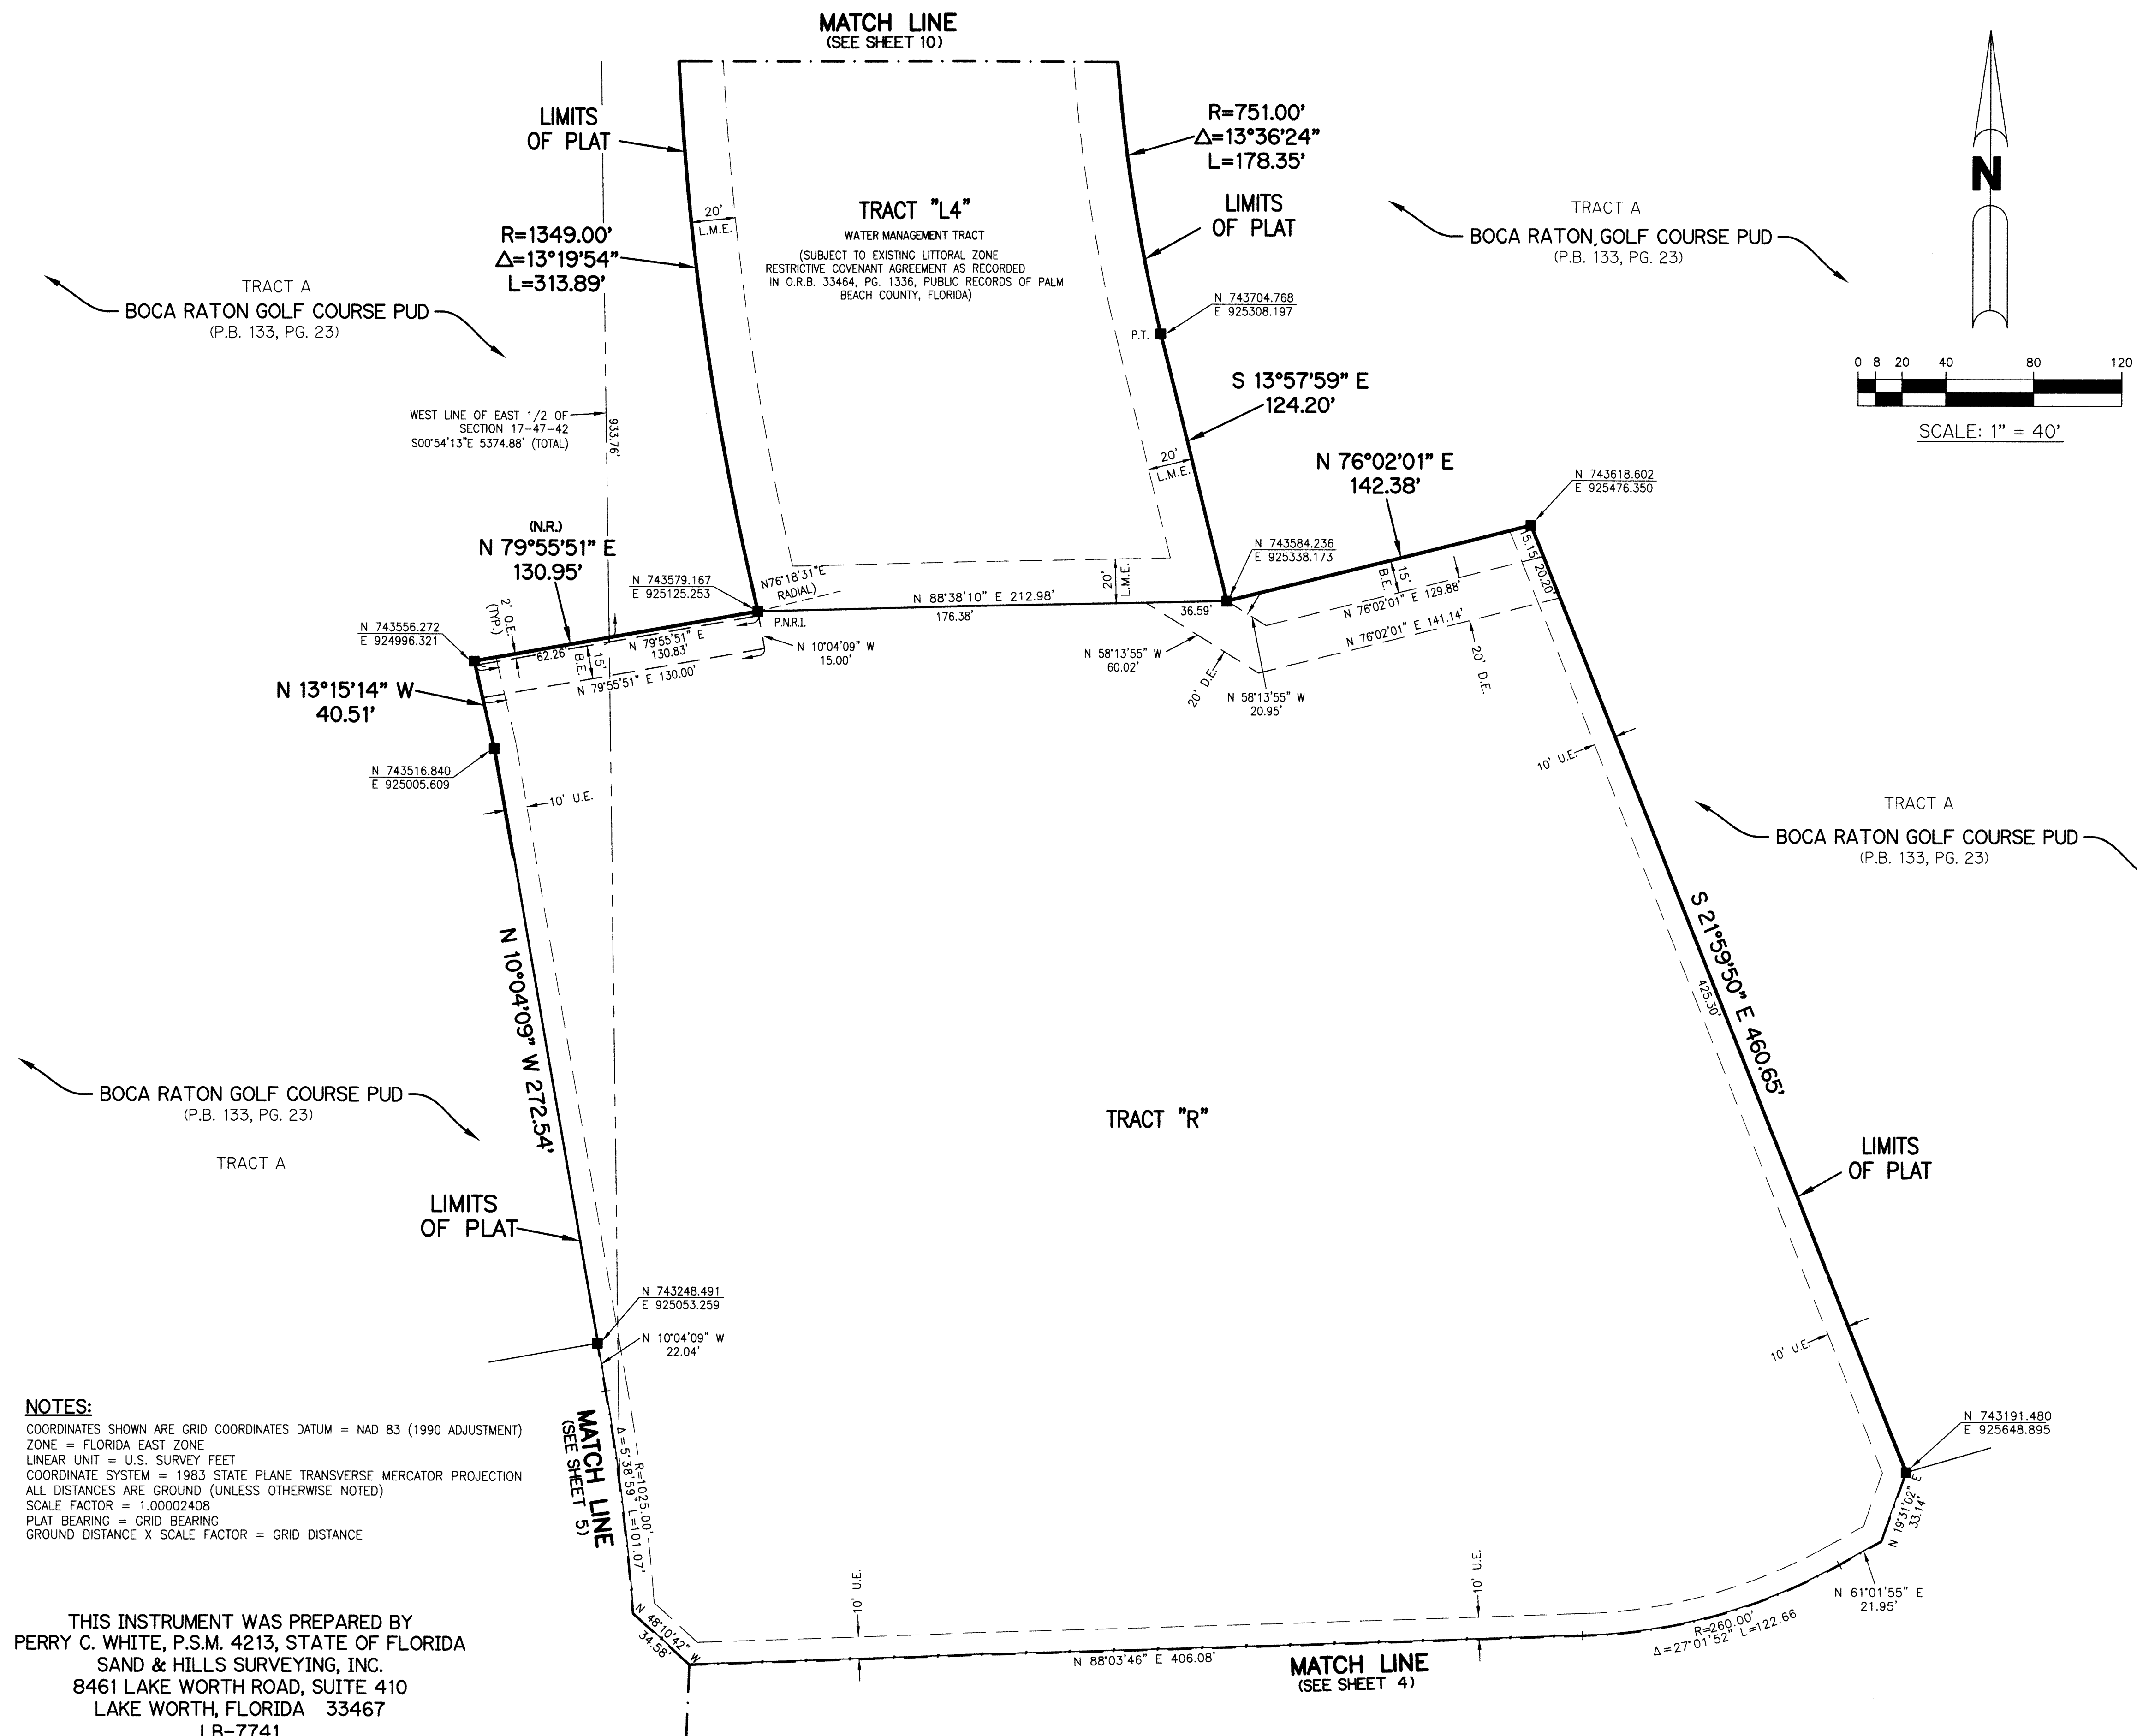 MATCH LINE
(SEE SHEET 10)
LIMITS
OF PLAT
R=751.00'
Δ=13°36'24"
L=178.35'
N
TRACT "L4"
WATER MANAGEMENT TRACT
(SUBJECT TO EXISTING LITTORAL ZONE
RESTRICTIVE COVENANT AGREEMENT AS RECORDED
IN O.R.B. 33464, PG. 1336, PUBLIC RECORDS OF PALM
BEACH COUNTY, FLORIDA)
20'
L.M.E.
LIMITS
OF PLAT
TRACT A
BOCA RATON GOLF COURSE PUD
(P.B. 133, PG. 23)
R=1349.00'
Δ=13°19'54"
L=313.89'
TRACT A
BOCA RATON GOLF COURSE PUD
(P.B. 133, PG. 23)
N 743704.768
E 925308.197
P.T.
0 8 20 40 80 120
SCALE: 1" = 40'
S 13°57'59" E
124.20'
WEST LINE OF EAST 1/2 OF
SECTION 17-47-42
S00°54'13"E 5374.88' (TOTAL)
933.76'
20'
L.M.E.
N 76°02'01" E
142.38'
N 743618.602
E 925476.350
(N.R.)
N 79°55'51" E
130.95'
N 743579.167
E 925125.253
N76°18'31"E
RADIAL)
P.N.R.I.
N 88°38'10" E 212.98'
176.38'
36.59'
20'
L.M.E.
N 743584.236
E 925338.173
15'
B.E.
N 76°02'01" E 129.88'
N 76°02'01" E 141.14'
15.15'
20.20'
20' D.E.
2' O.E.
(TYP.)
N 743556.272
E 924996.321
62.26'
15'
B.E.
N 79°55'51" E
130.83'
N 79°55'51" E 130.00'
N 10°04'09" W
15.00'
N 58°13'55" W
60.02'
20' D.E.
N 58°13'55" W
20.95'
N 13°15'14" W
40.51'
N 743516.840
E 925005.609
10' U.E.
10' U.E.
TRACT A
BOCA RATON GOLF COURSE PUD
(P.B. 133, PG. 23)
N 10°04'09" W 272.54'
S 21°59'50" E 460.65'
425.30'
BOCA RATON GOLF COURSE PUD
(P.B. 133, PG. 23)
TRACT A
TRACT "R"
LIMITS
OF PLAT
LIMITS
OF PLAT
N 743248.491
E 925053.259
N 10°04'09" W
22.04'
10' U.E.
N 743191.480
E 925648.895
NOTES:
COORDINATES SHOWN ARE GRID COORDINATES DATUM = NAD 83 (1990 ADJUSTMENT)
ZONE = FLORIDA EAST ZONE
LINEAR UNIT = U.S. SURVEY FEET
COORDINATE SYSTEM = 1983 STATE PLANE TRANSVERSE MERCATOR PROJECTION
ALL DISTANCES ARE GROUND (UNLESS OTHERWISE NOTED)
SCALE FACTOR = 1.00002408
PLAT BEARING = GRID BEARING
GROUND DISTANCE X SCALE FACTOR = GRID DISTANCE
MATCH LINE
(SEE SHEET 5)
R=1025.00'
Δ=5°38'59" L=101.07'
N 48°10'42" W
34.58'
10' U.E.
10' U.E.
N 88°03'46" E 406.08'
MATCH LINE
(SEE SHEET 4)
R=260.00'
Δ=27°01'52" L=122.66
N 61°01'55" E
21.95'
N 19°31'02" E
33.14'
THIS INSTRUMENT WAS PREPARED BY
PERRY C. WHITE, P.S.M. 4213, STATE OF FLORIDA
SAND & HILLS SURVEYING, INC.
8461 LAKE WORTH ROAD, SUITE 410
LAKE WORTH, FLORIDA 33467
LB-7741